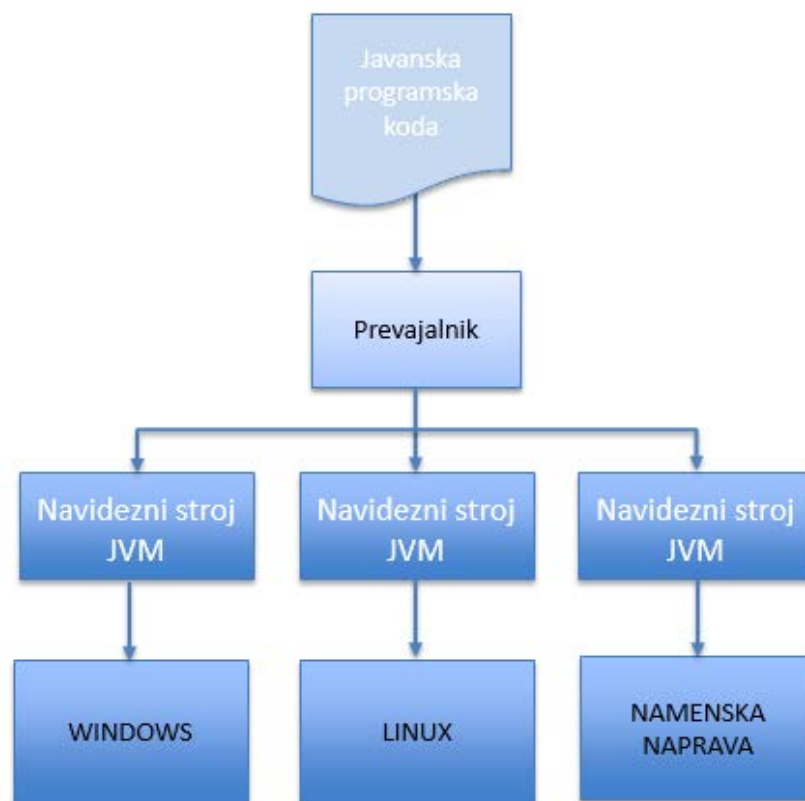 Javanska
programska
koda
Prevajalnik
Navidezni stroj
JVM
Navidezni stroj
JVM
Navidezni stroj
JVM
WINDOWS
LINUX
NAMENSKA
NAPRAVA